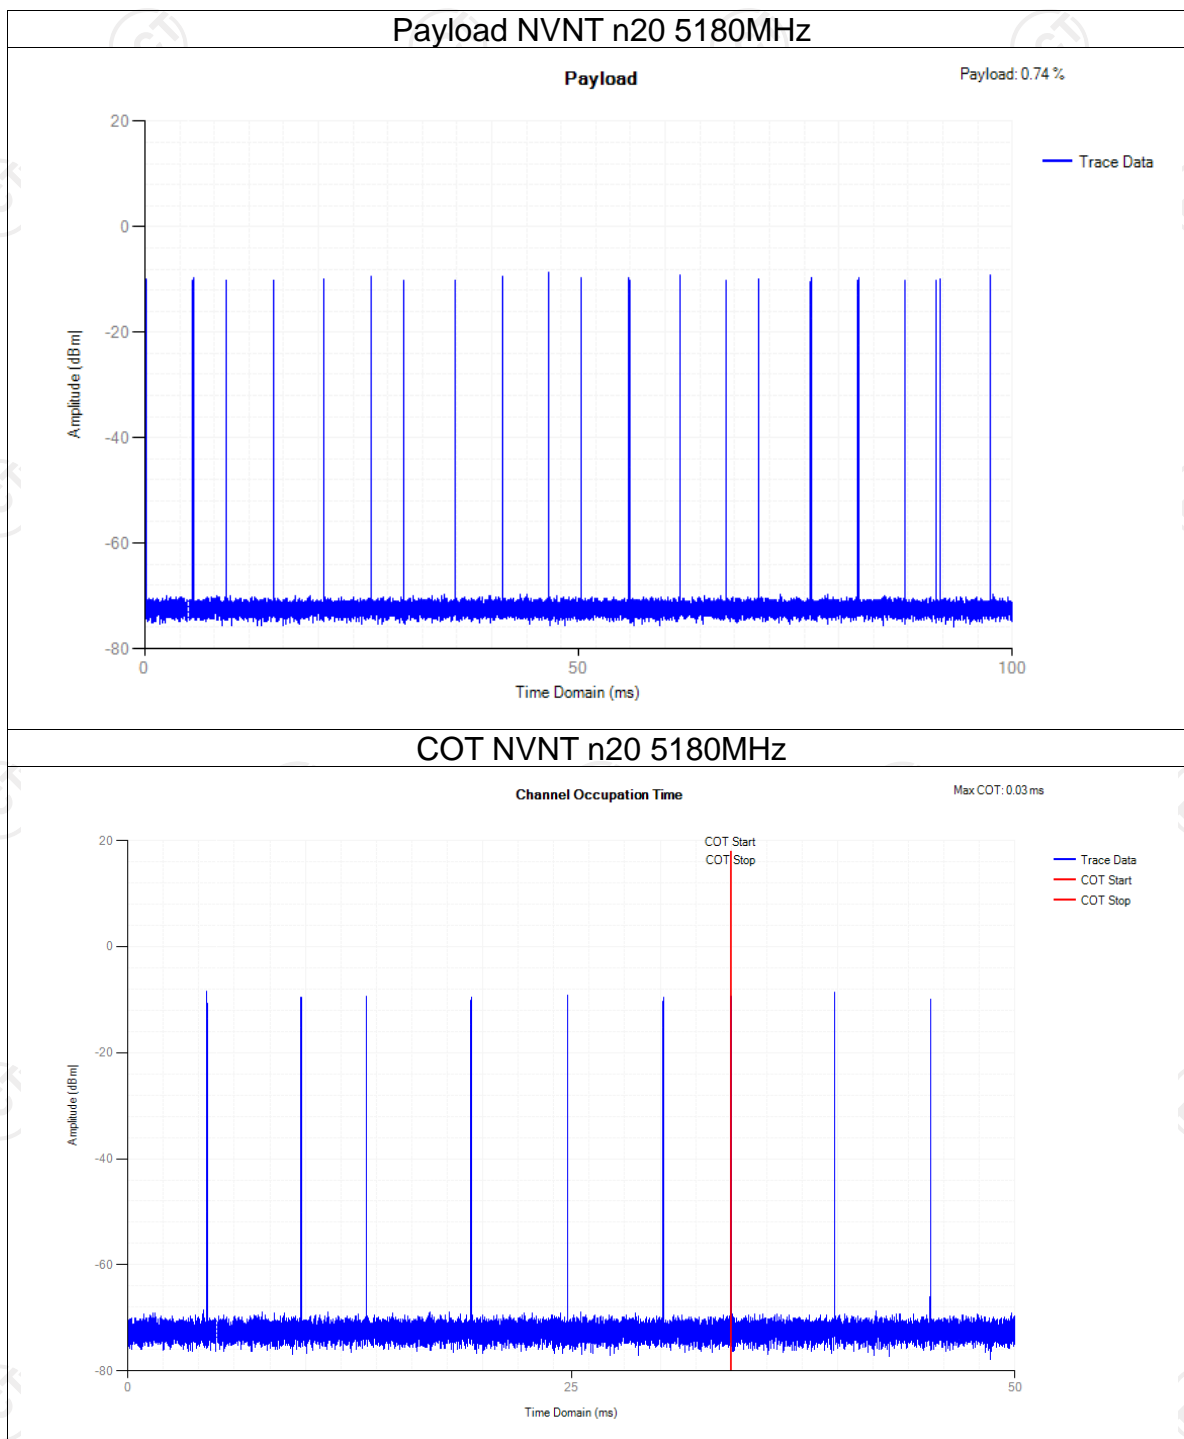 Payload NVNT n20 5180MHz
Payload
Payload: 0.74 %
20
0
-20
-40
-60
-80
Amplitude [dBm]
0
50
100
Time Domain (ms)
Trace Data
COT NVNT n20 5180MHz
Channel Occupation Time
Max COT: 0.03 ms
COT Start
COT Stop
20
0
-20
-40
-60
-80
Amplitude [dBm]
0
25
50
Time Domain (ms)
Trace Data
COT Start
COT Stop